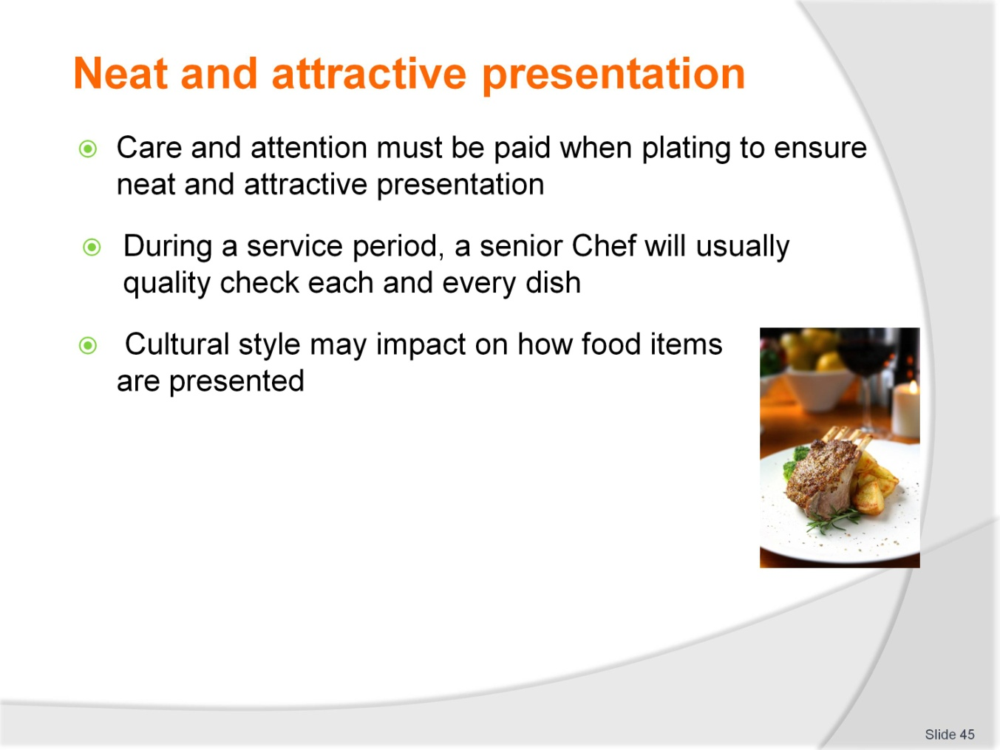 Neat and attractive presentation
Care and attention must be paid when plating to ensure
neat and attractive presentation
During a service period, a senior Chef will usually
quality check each and every dish
Cultural style may impact on how food items
are presented
Slide 45